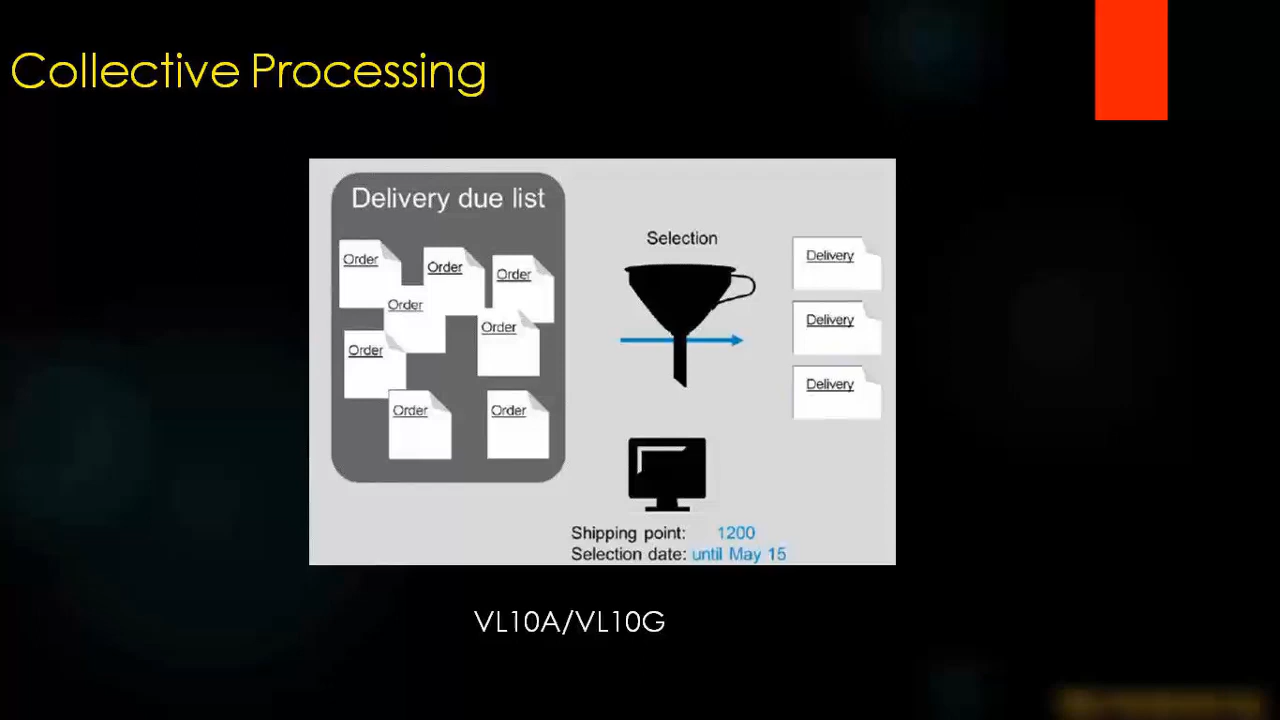 Collective Processing
Delivery due list
Order
Order
Order
Order
Order
Order
Order
Order
Selection
Delivery
Delivery
Delivery
Shipping point: 1200
Selection date: until May 15
VL10A/VL10G